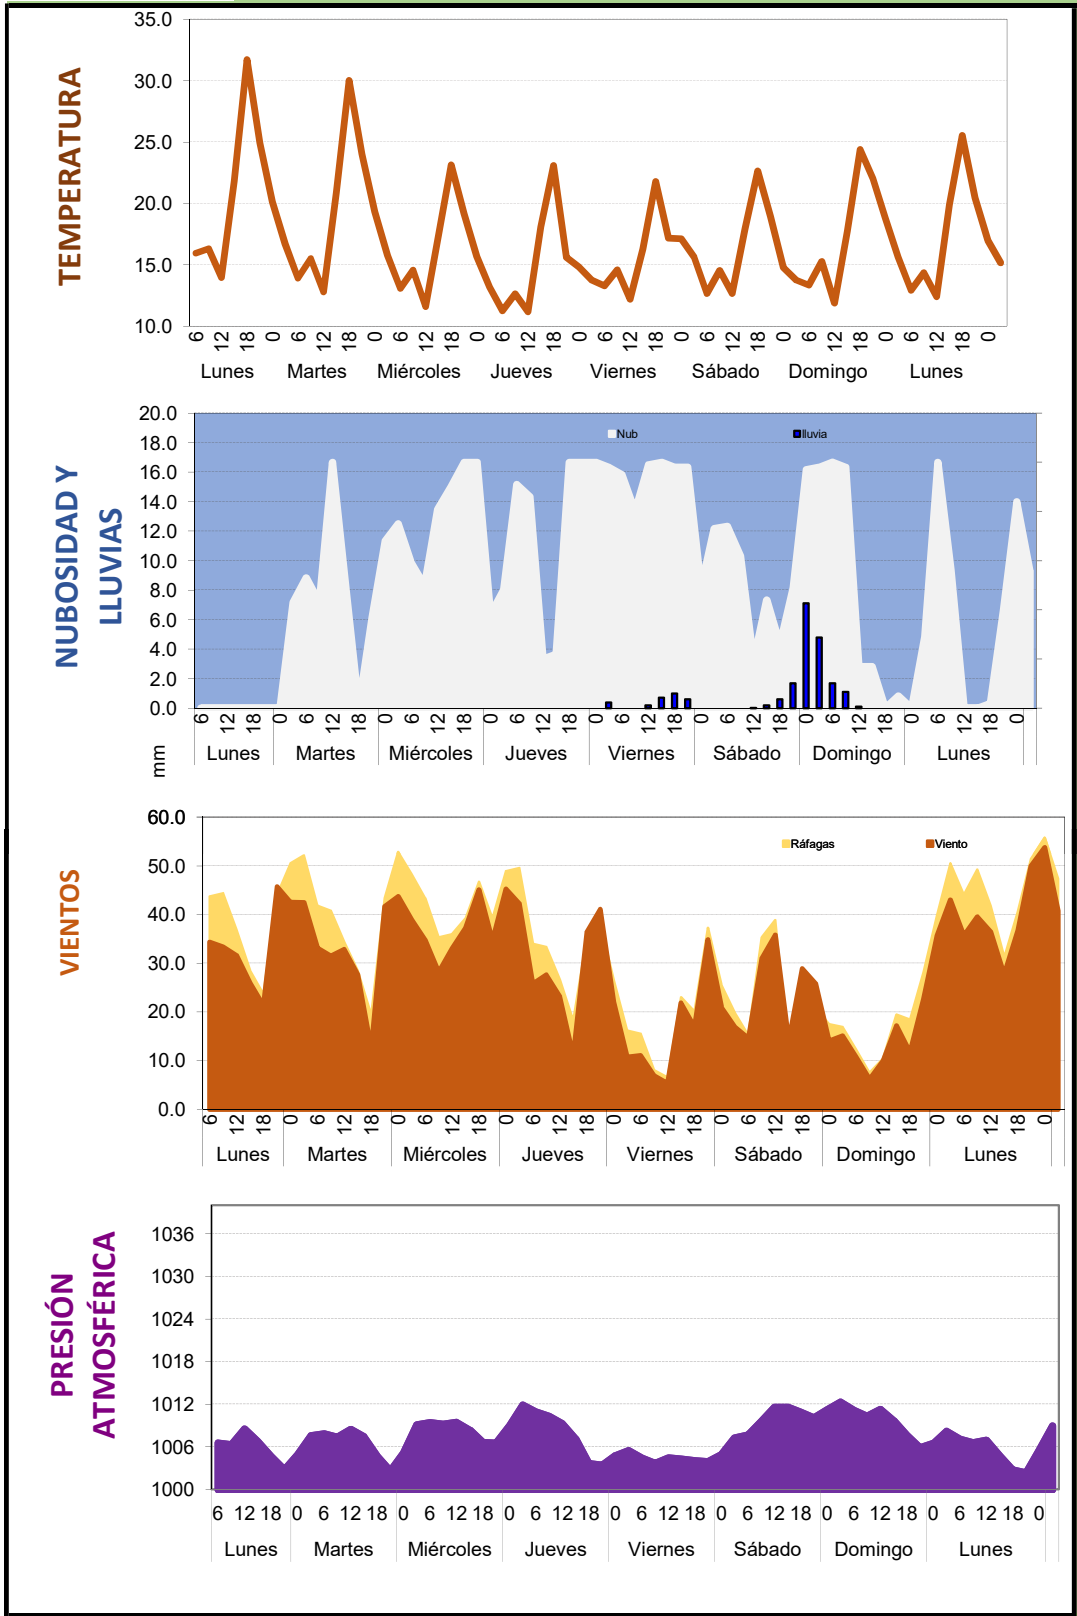 TEMPERATURA
35.0
30.0
25.0
20.0
15.0
10.0
6 12 18 0 6 12 18 0 6 12 18 0 6 12 18 0 6 12 18 0 6 12 18 0 6 12 18 0 6 12 18 0
Lunes Martes Miércoles Jueves Viernes Sábado Domingo Lunes
NUBOSIDAD Y
LLUVIAS
20.0
18.0
16.0
14.0
12.0
10.0
8.0
6.0
4.0
2.0
0.0
mm
Nub lluvia
6 12 18 0 6 12 18 0 6 12 18 0 6 12 18 0 6 12 18 0 6 12 18 0 6 12 18 0 6 12 18 0
Lunes Martes Miércoles Jueves Viernes Sábado Domingo Lunes
VIENTOS
60.0
50.0
40.0
30.0
20.0
10.0
0.0
Ráfagas Viento
6 12 18 0 6 12 18 0 6 12 18 0 6 12 18 0 6 12 18 0 6 12 18 0 6 12 18 0 6 12 18 0
Lunes Martes Miércoles Jueves Viernes Sábado Domingo Lunes
PRESIÓN
ATMOSFÉRICA
1036
1030
1024
1018
1012
1006
1000
6 12 18 0 6 12 18 0 6 12 18 0 6 12 18 0 6 12 18 0 6 12 18 0 6 12 18 0 6 12 18 0
Lunes Martes Miércoles Jueves Viernes Sábado Domingo Lunes